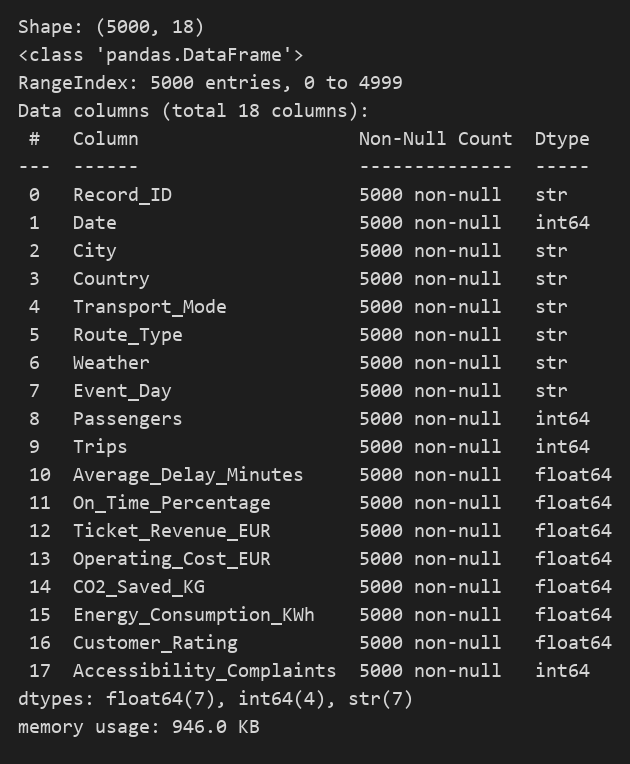 Shape: (5000, 18)
<class 'pandas.DataFrame'>
RangeIndex: 5000 entries, 0 to 4999
Data columns (total 18 columns):
 #   Column                    Non-Null Count  Dtype
---  ------                    --------------  -----
 0   Record_ID                 5000 non-null   str
 1   Date                      5000 non-null   int64
 2   City                      5000 non-null   str
 3   Country                   5000 non-null   str
 4   Transport_Mode            5000 non-null   str
 5   Route_Type                5000 non-null   str
 6   Weather                   5000 non-null   str
 7   Event_Day                 5000 non-null   str
 8   Passengers                5000 non-null   int64
 9   Trips                     5000 non-null   int64
 10  Average_Delay_Minutes     5000 non-null   float64
 11  On_Time_Percentage        5000 non-null   float64
 12  Ticket_Revenue_EUR        5000 non-null   float64
 13  Operating_Cost_EUR        5000 non-null   float64
 14  CO2_Saved_KG              5000 non-null   float64
 15  Energy_Consumption_KWh    5000 non-null   float64
 16  Customer_Rating           5000 non-null   float64
 17  Accessibility_Complaints  5000 non-null   int64
dtypes: float64(7), int64(4), str(7)
memory usage: 946.0 KB